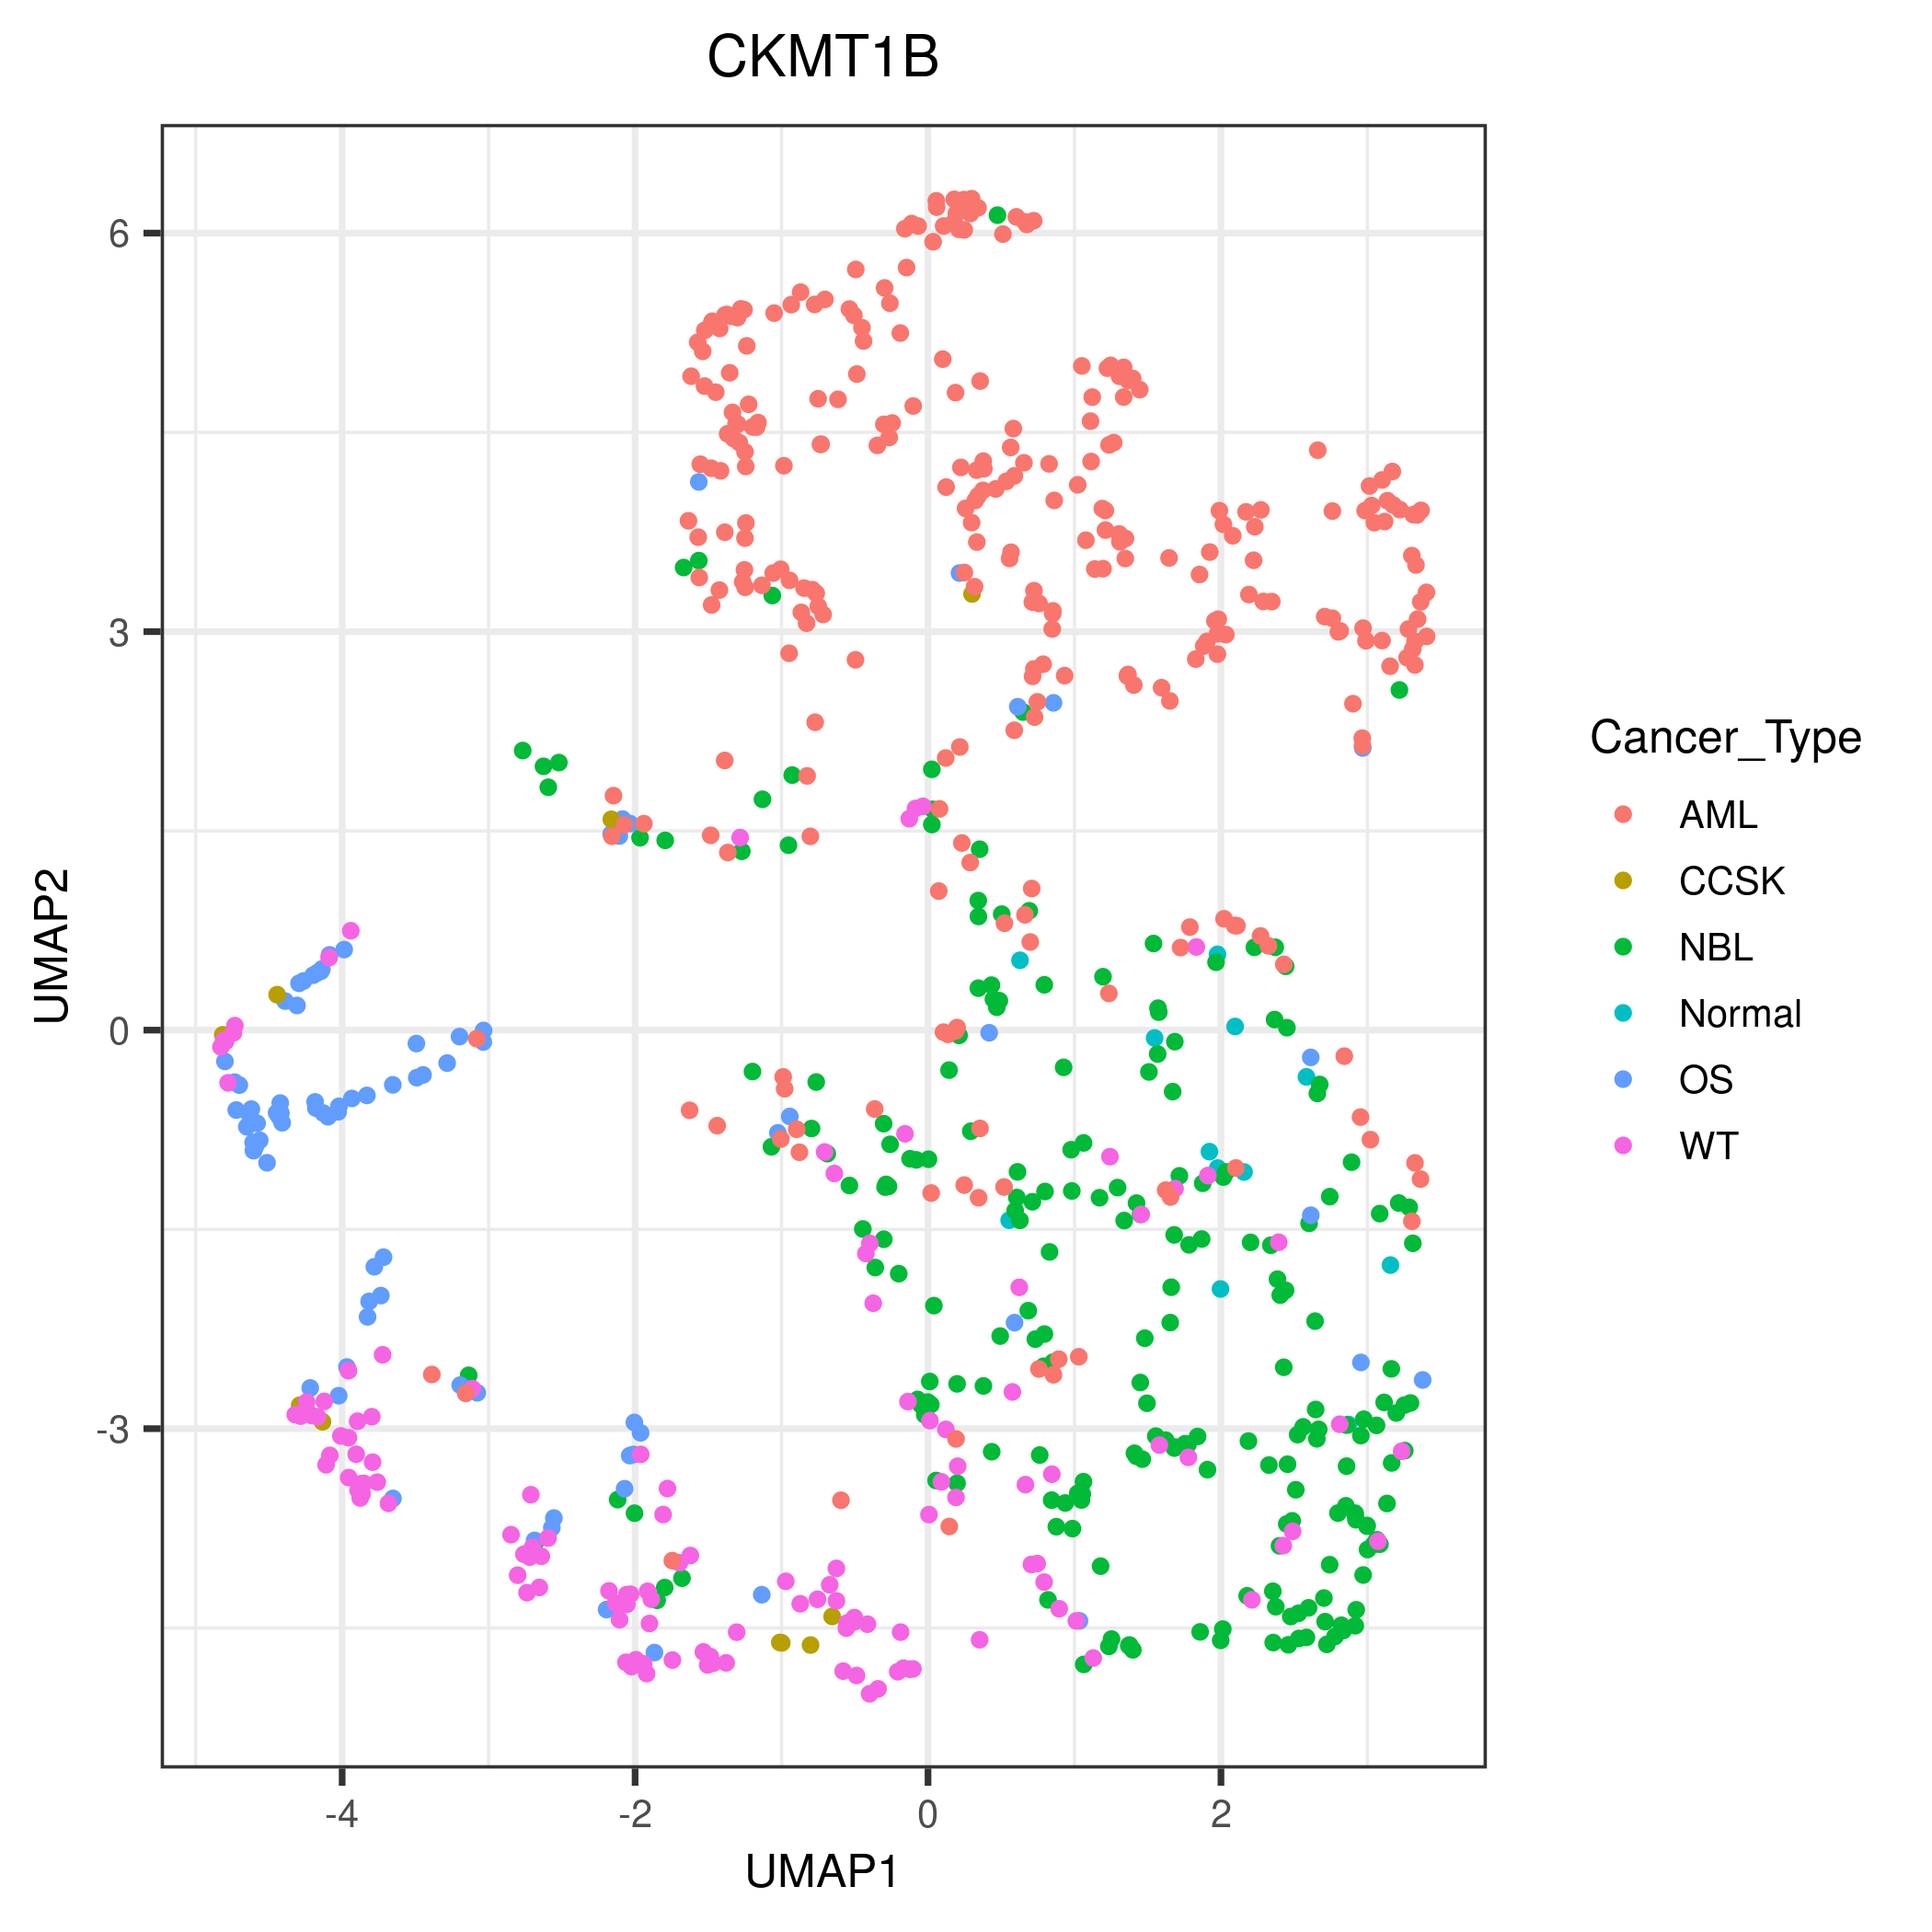 CKMT1B
6
3
0
-3
UMAP2
-4
-2
0
2
UMAP1
Cancer_Type
AML
CCSK
NBL
Normal
OS
WT